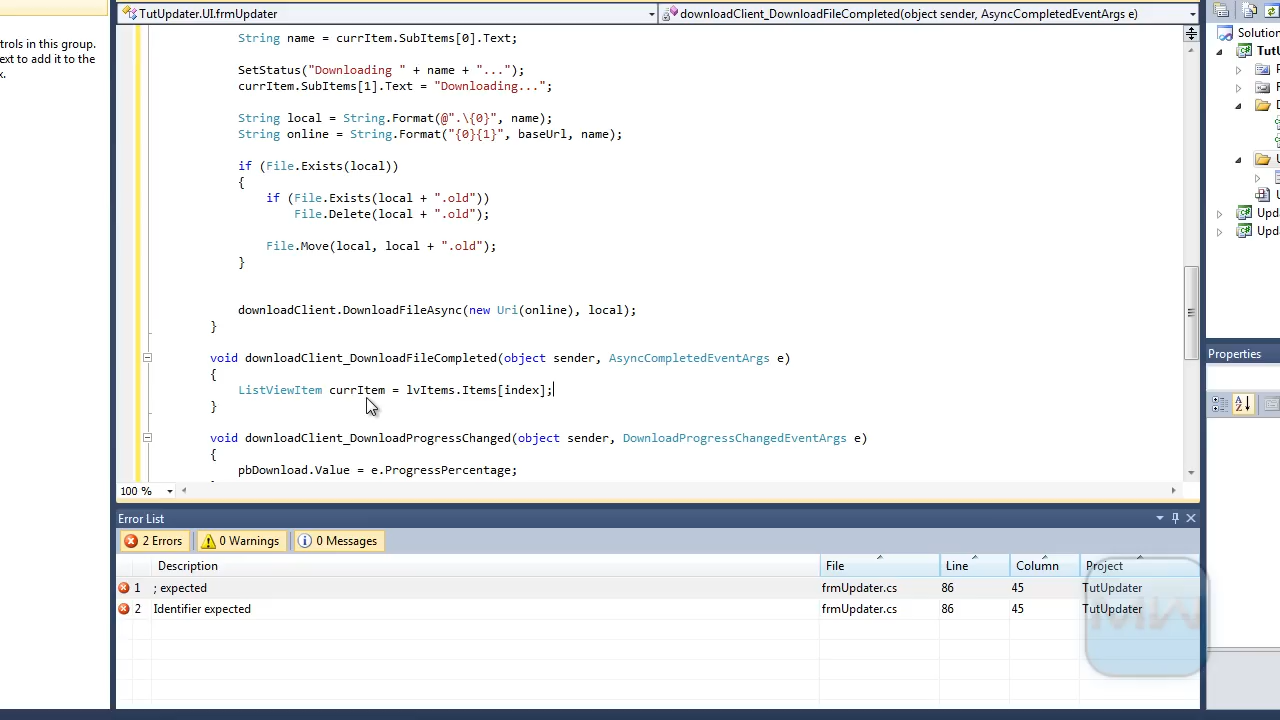 TutUpdater.UI.frmUpdater
downloadClient_DownloadFileCompleted(object sender, AsyncCompletedEventArgs e)
trols in this group.
ext to add it to the
x.
String name = currItem.SubItems[0].Text;
SetStatus("Downloading " + name + "...");
currItem.SubItems[1].Text = "Downloading...";
String local = String.Format(@".\{0}", name);
String online = String.Format("{0}{1}", baseUrl, name);
if (File.Exists(local))
{
if (File.Exists(local + ".old"))
File.Delete(local + ".old");
File.Move(local, local + ".old");
}
downloadClient.DownloadFileAsync(new Uri(online), local);
}
void downloadClient_DownloadFileCompleted(object sender, AsyncCompletedEventArgs e)
{
ListViewItem currItem = lvItems.Items[index];
}
void downloadClient_DownloadProgressChanged(object sender, DownloadProgressChangedEventArgs e)
{
pbDownload.Value = e.ProgressPercentage;
100 %
Error List
2 Errors
0 Warnings
0 Messages
Description File Line Column Project
1 ; expected frmUpdater.cs 86 45 TutUpdater
2 Identifier expected frmUpdater.cs 86 45 TutUpdater
Solutio
TutU
Upda
Upda
Properties